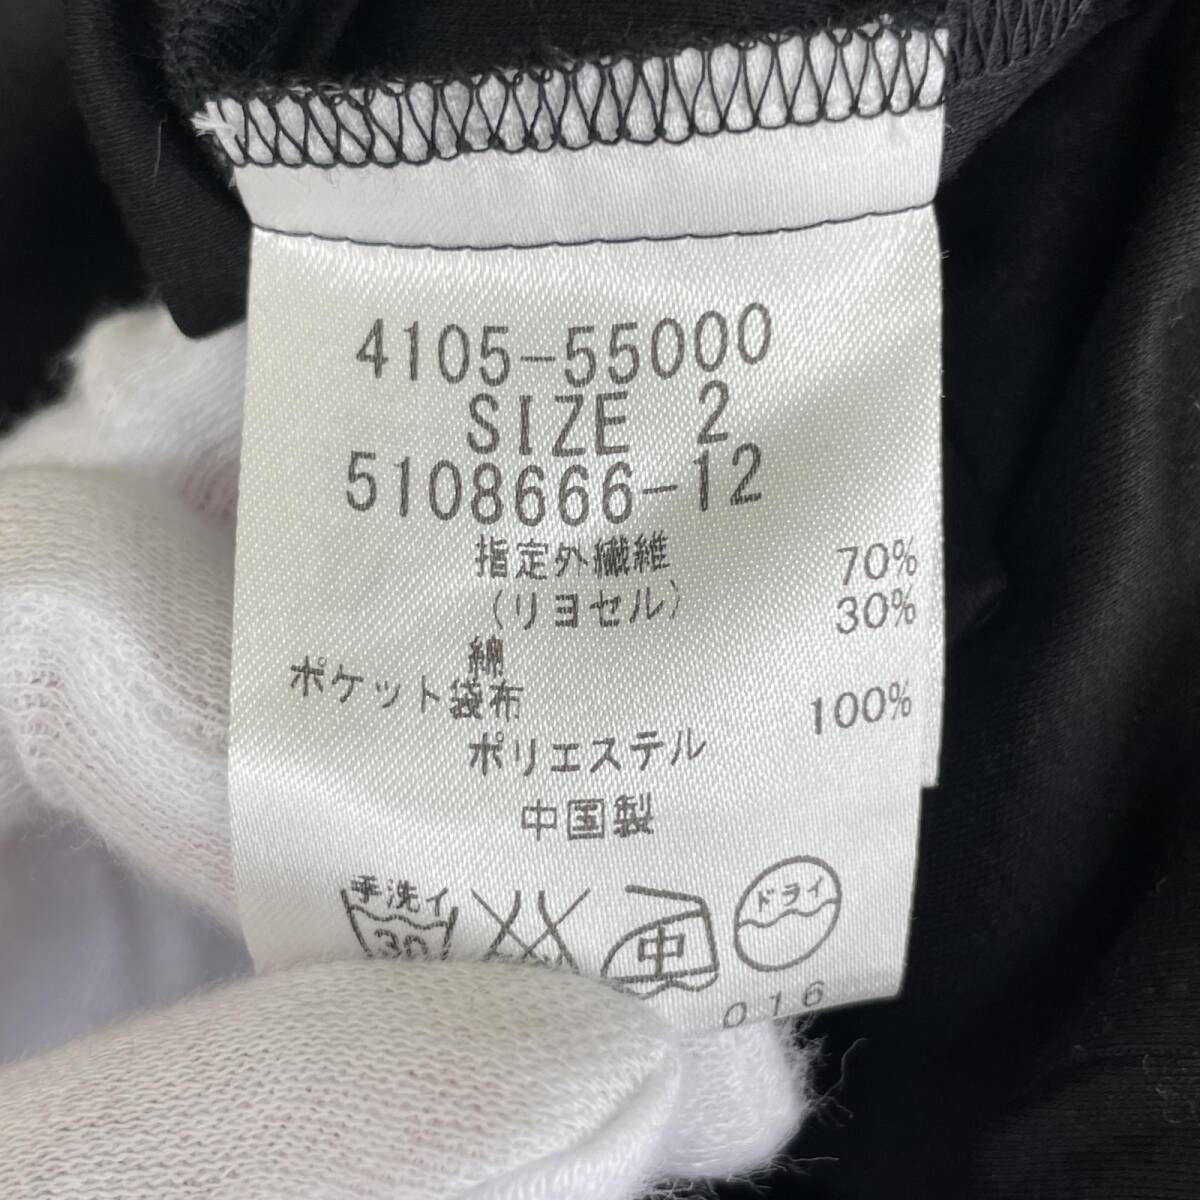 4105-55000
SIZE 2
5108666-12
指定外繊維 70%
(リヨセル)
綿 30%
ポケット袋布
ポリエステル 100%
中国製
手洗イ 30 中 ドライ
016